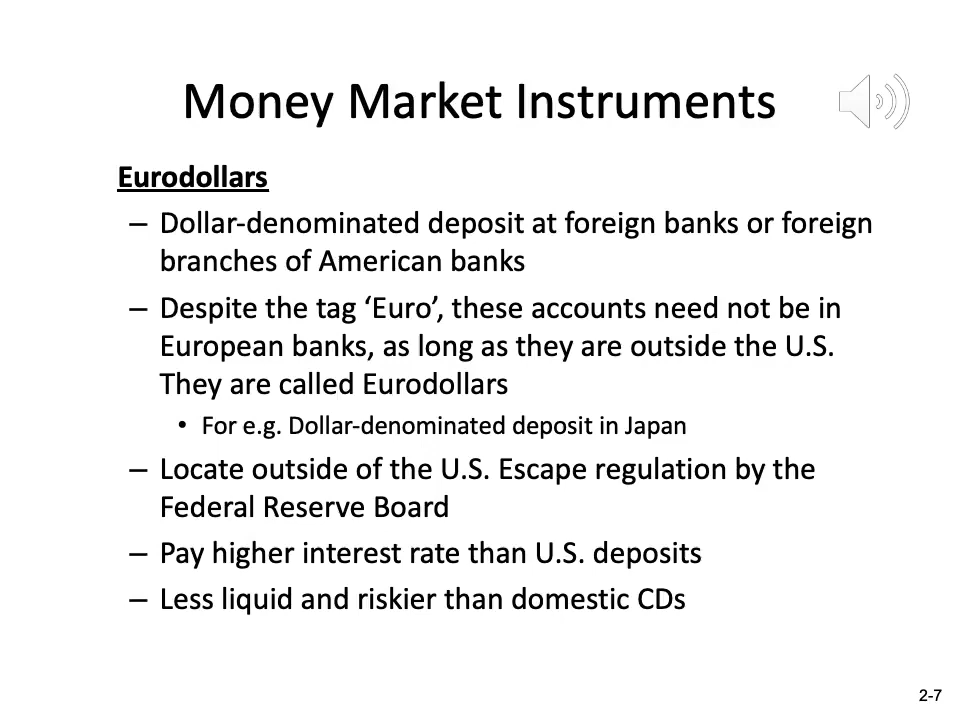 Money Market Instruments
Eurodollars
– Dollar-denominated deposit at foreign banks or foreign
branches of American banks
– Despite the tag ‘Euro’, these accounts need not be in
European banks, as long as they are outside the U.S.
They are called Eurodollars
• For e.g. Dollar-denominated deposit in Japan
– Locate outside of the U.S. Escape regulation by the
Federal Reserve Board
– Pay higher interest rate than U.S. deposits
– Less liquid and riskier than domestic CDs
2-7